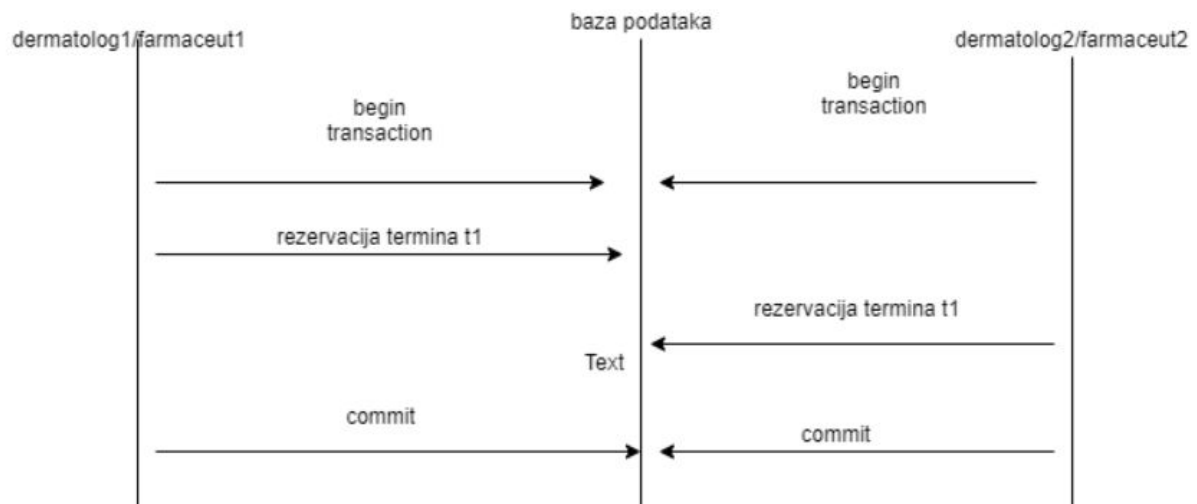 dermatolog1/farmaceut1
baza podataka
dermatolog2/farmaceut2
begin
transaction
begin
transaction
rezervacija termina t1
rezervacija termina t1
Text
commit
commit